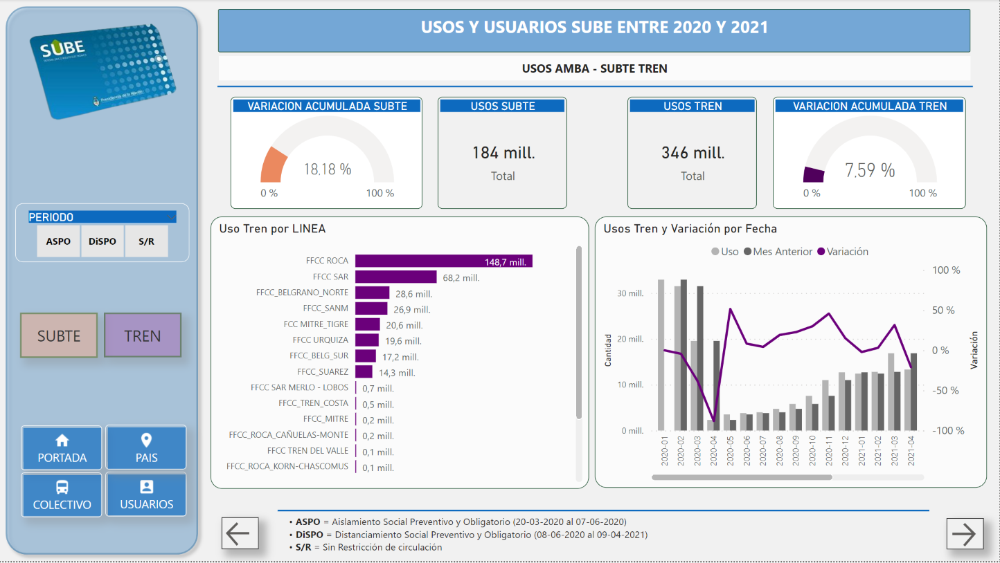 SUBE
Presidencia de la Nación
PERIODO
ASPO DiSPO S/R
SUBTE TREN
PORTADA PAIS
COLECTIVO USUARIOS
USOS Y USUARIOS SUBE ENTRE 2020 Y 2021
USOS AMBA - SUBTE TREN
VARIACION ACUMULADA SUBTE
18,18 %
0 % 100 %
USOS SUBTE
184 mill.
Total
USOS TREN
346 mill.
Total
VARIACION ACUMULADA TREN
7,59 %
0 % 100 %
Uso Tren por LINEA
FFCC ROCA 148,7 mill.
FFCC SAR 68,2 mill.
FFCC_BELGRANO_NORTE 28,6 mill.
FFCC_SANM 26,9 mill.
FCC MITRE_TIGRE 20,6 mill.
FFCC URQUIZA 19,6 mill.
FFCC_BELG_SUR 17,2 mill.
FFCC_SUAREZ 14,3 mill.
FFCC SAR MERLO - LOBOS 0,7 mill.
FFCC_TREN_COSTA 0,5 mill.
FFCC_MITRE 0,2 mill.
FFCC_ROCA_CAÑUELAS-MONTE 0,2 mill.
FFCC TREN DEL VALLE 0,1 mill.
FFCC_ROCA_KORN-CHASCOMUS 0,1 mill.
Usos Tren y Variación por Fecha
Uso Mes Anterior Variación
Cantidad
30 mill.
20 mill.
10 mill.
0 mill.
100 %
50 %
0 %
-50 %
-100 %
Variación
2020-01 2020-02 2020-03 2020-04 2020-05 2020-06 2020-07 2020-08 2020-09 2020-10 2020-11 2020-12 2021-01 2021-02 2021-03 2021-04
• ASPO = Aislamiento Social Preventivo y Obligatorio (20-03-2020 al 07-06-2020)
• DiSPO = Distanciamiento Social Preventivo y Obligatorio (08-06-2020 al 09-04-2021)
• S/R = Sin Restricción de circulación